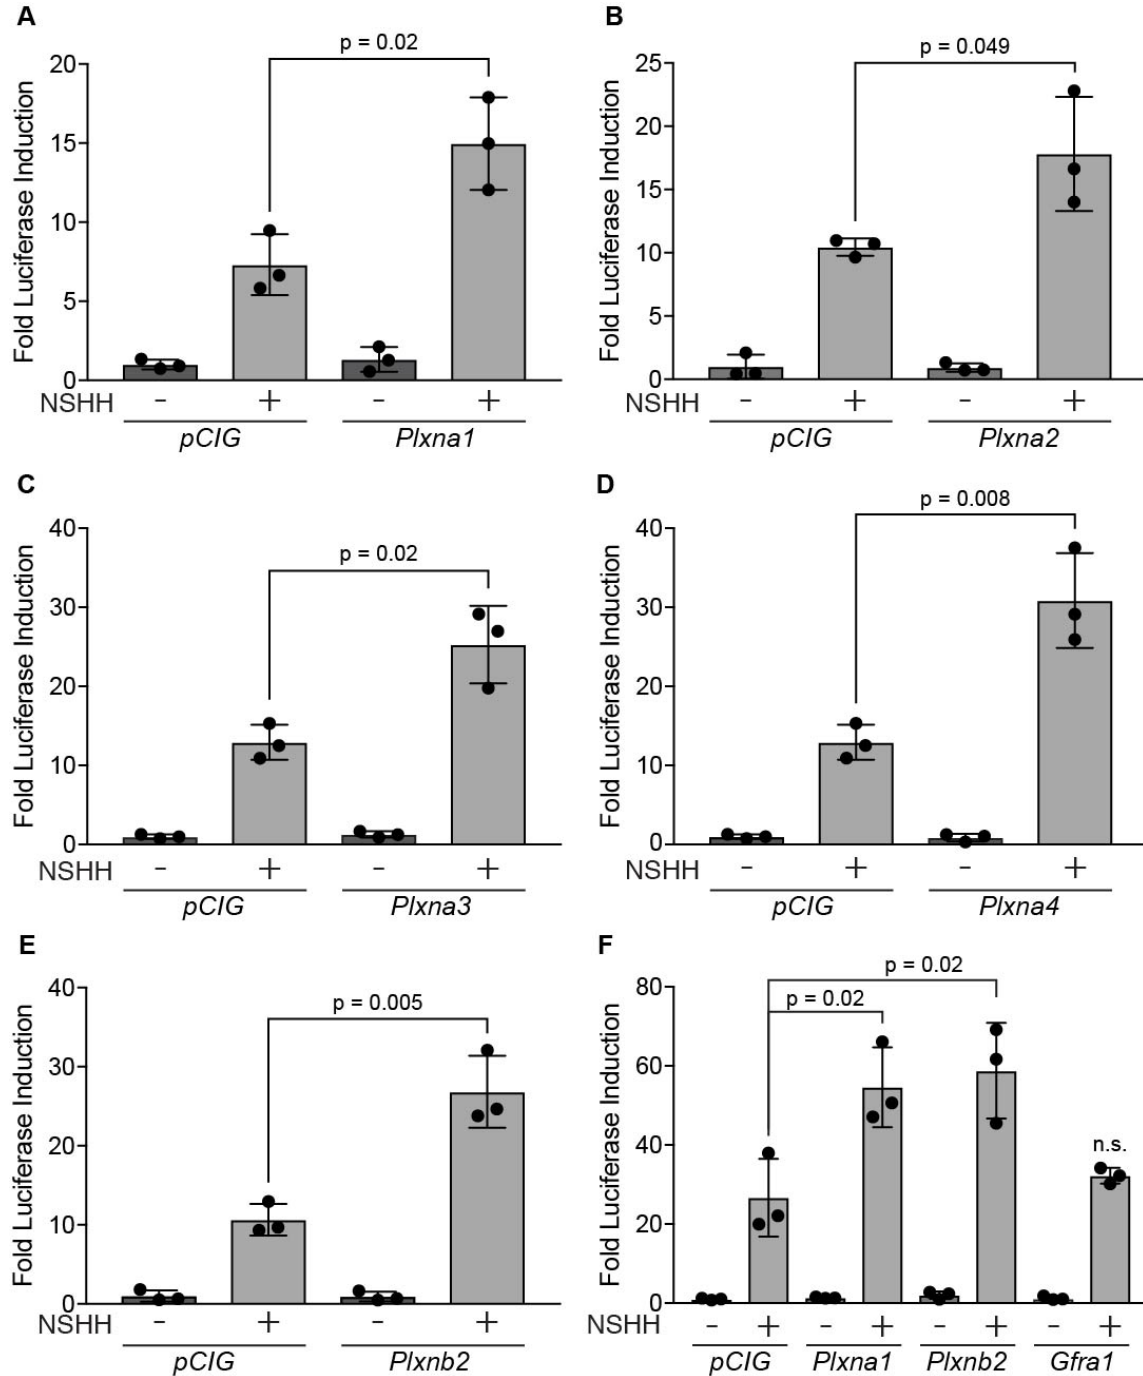 A
p = 0.02
Fold Luciferase Induction
20
15
10
5
0
NSHH - + - +
pCIG Plxna1
B
p = 0.049
Fold Luciferase Induction
25
20
15
10
5
0
NSHH - + - +
pCIG Plxna2
C
p = 0.02
Fold Luciferase Induction
40
30
20
10
0
NSHH - + - +
pCIG Plxna3
D
p = 0.008
Fold Luciferase Induction
40
30
20
10
0
NSHH - + - +
pCIG Plxna4
E
p = 0.005
Fold Luciferase Induction
40
30
20
10
0
NSHH - + - +
pCIG Plxnb2
F
p = 0.02
p = 0.02
n.s.
Fold Luciferase Induction
80
60
40
20
0
NSHH - + - + - + - +
pCIG Plxna1 Plxnb2 Gfra1